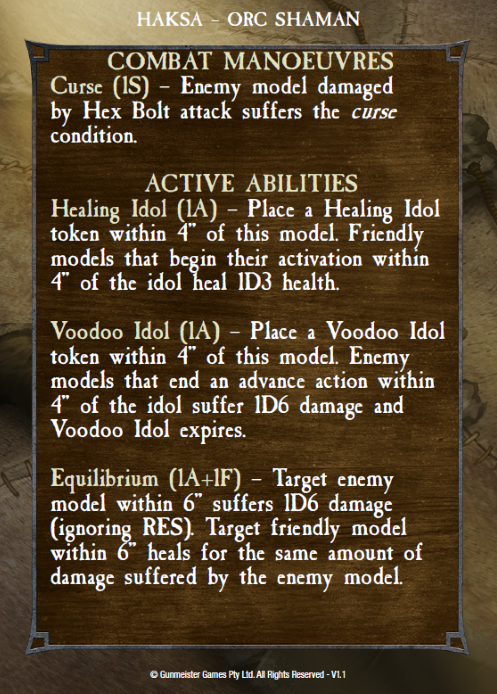 HAKSA - ORC SHAMAN
COMBAT MANOEUVRES
Curse (1S) – Enemy model damaged
by Hex Bolt attack suffers the curse
condition.
ACTIVE ABILITIES
Healing Idol (1A) – Place a Healing Idol
token within 4" of this model. Friendly
models that begin their activation within
4" of the idol heal 1D3 health.
Voodoo Idol (1A) – Place a Voodoo Idol
token within 4" of this model. Enemy
models that end an advance action within
4" of the idol suffer 1D6 damage and
Voodoo Idol expires.
Equilibrium (1A+1F) – Target enemy
model within 6" suffers 1D6 damage
(ignoring RES). Target friendly model
within 6" heals for the same amount of
damage suffered by the enemy model.
© Gunmeister Games Pty Ltd. All Rights Reserved - V1.1